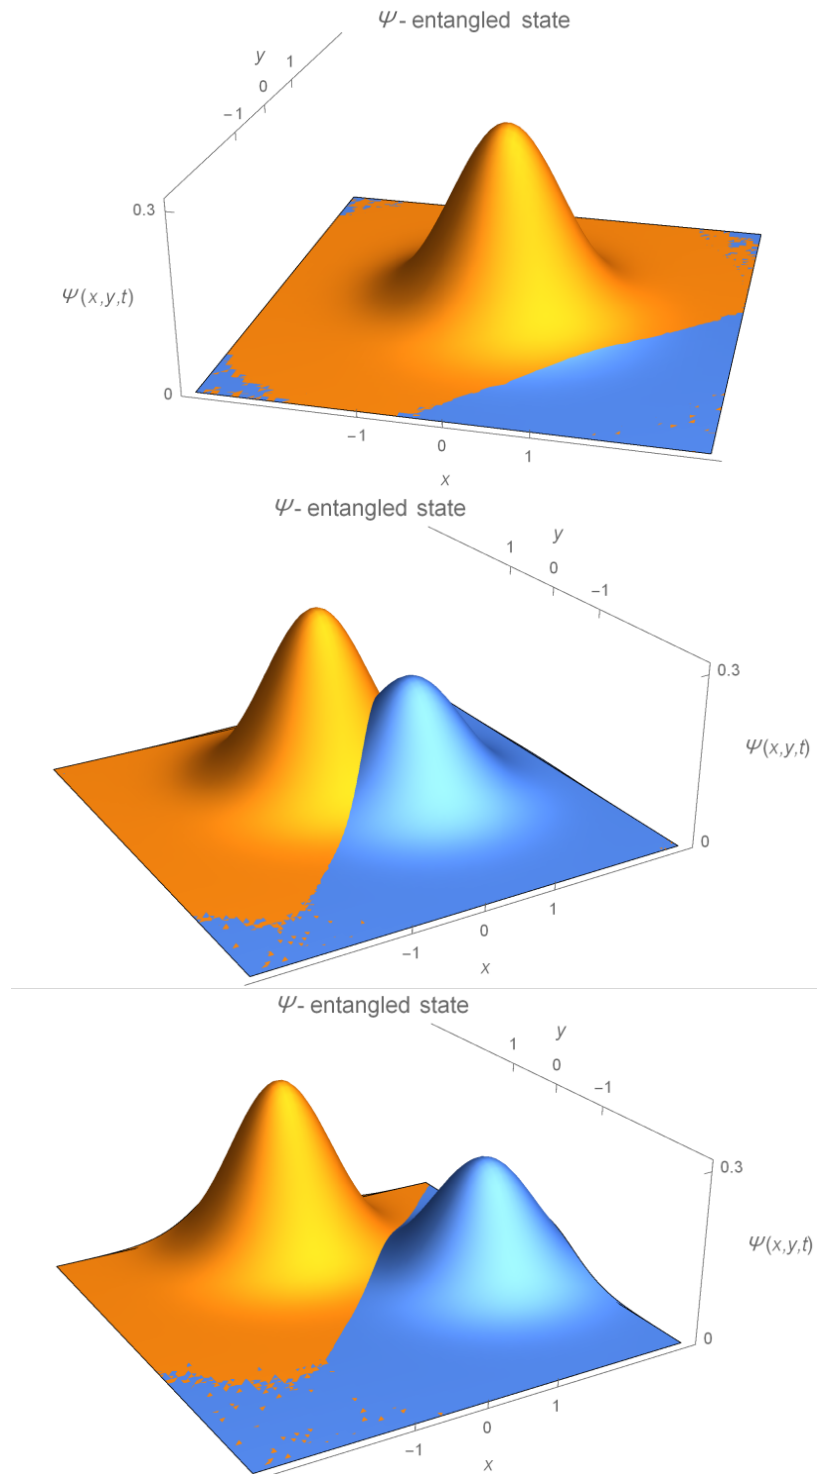 Ψ- entangled state
y
1
0
−1
0.3
Ψ(x,y,t)
0
−1
0
1
x
Ψ- entangled state
y
1
0
−1
0.3
Ψ(x,y,t)
0
1
0
−1
x
Ψ- entangled state
y
1
0
−1
0.3
Ψ(x,y,t)
0
1
0
−1
x